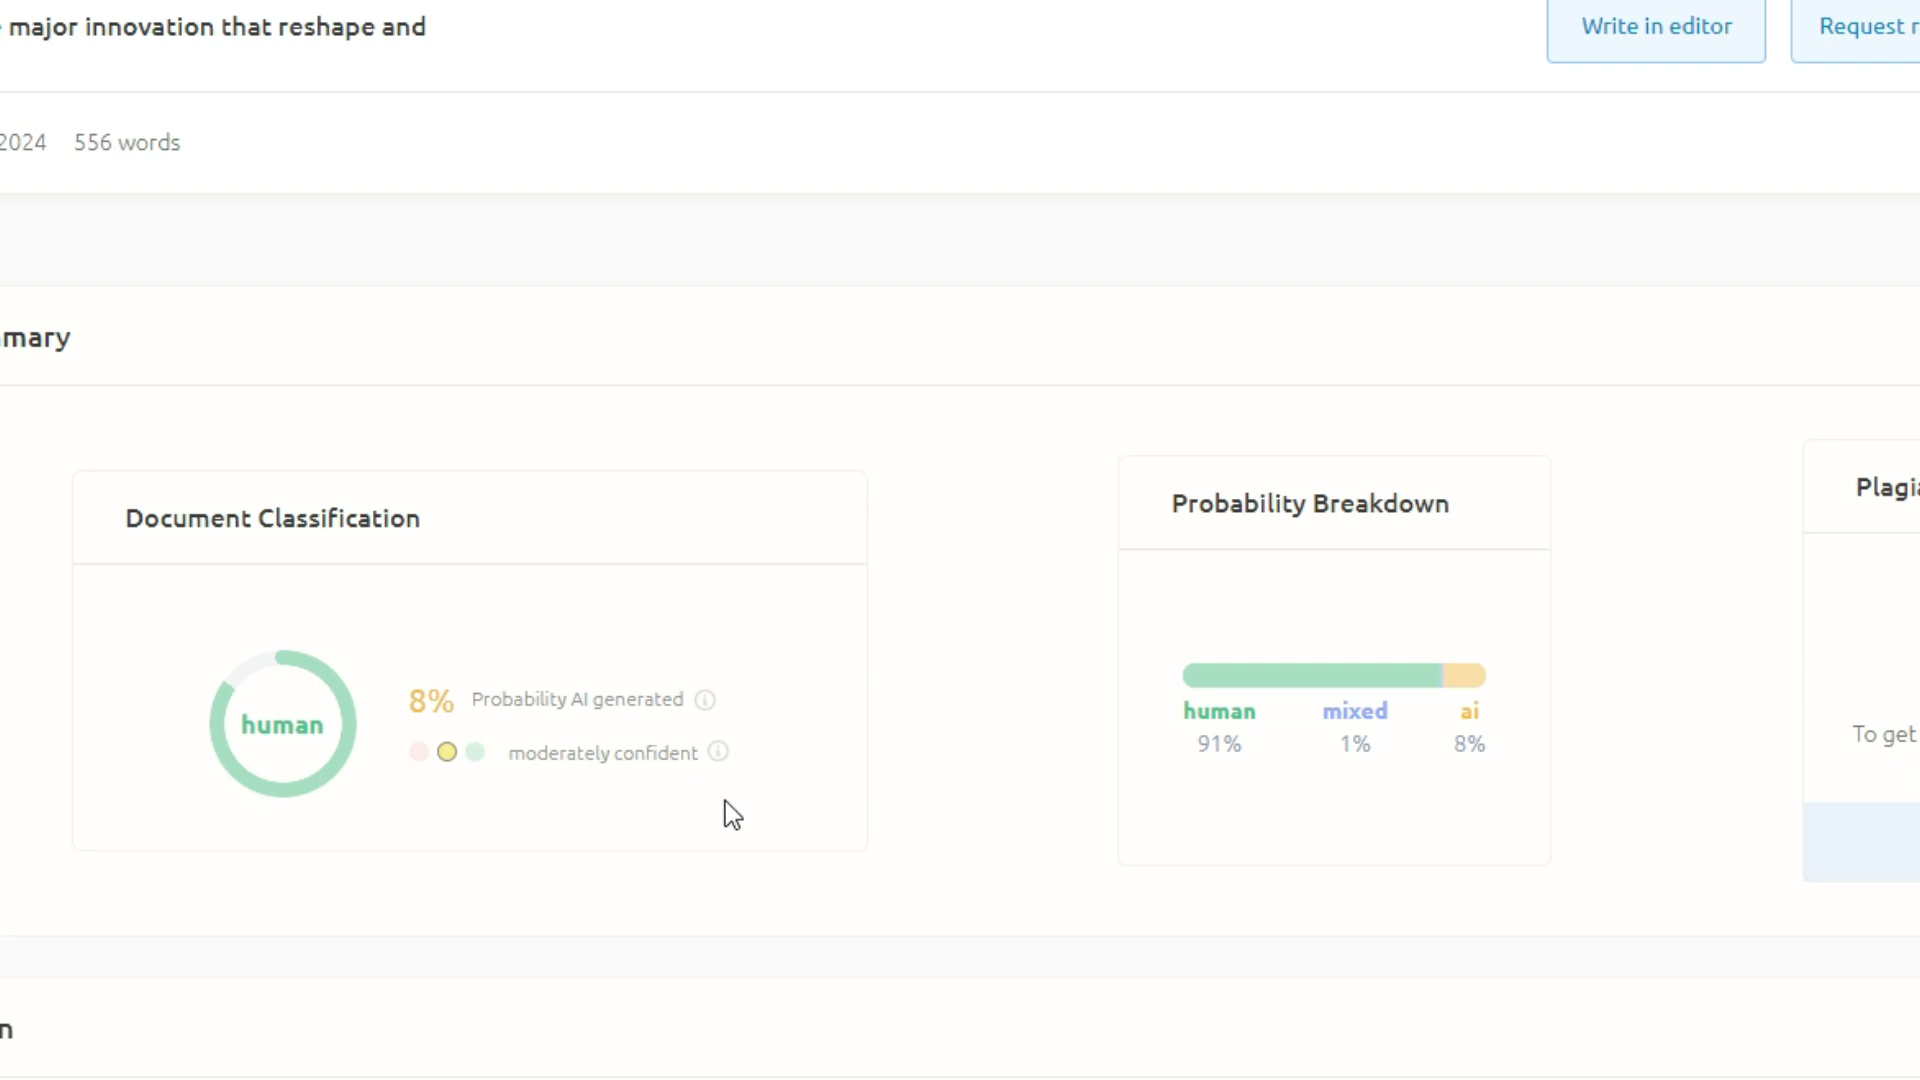 major innovation that reshape and
Write in editor
Request
2024 556 words
Document Classification
human
8% Probability AI generated
moderately confident
Probability Breakdown
human mixed ai
91% 1% 8%
To get